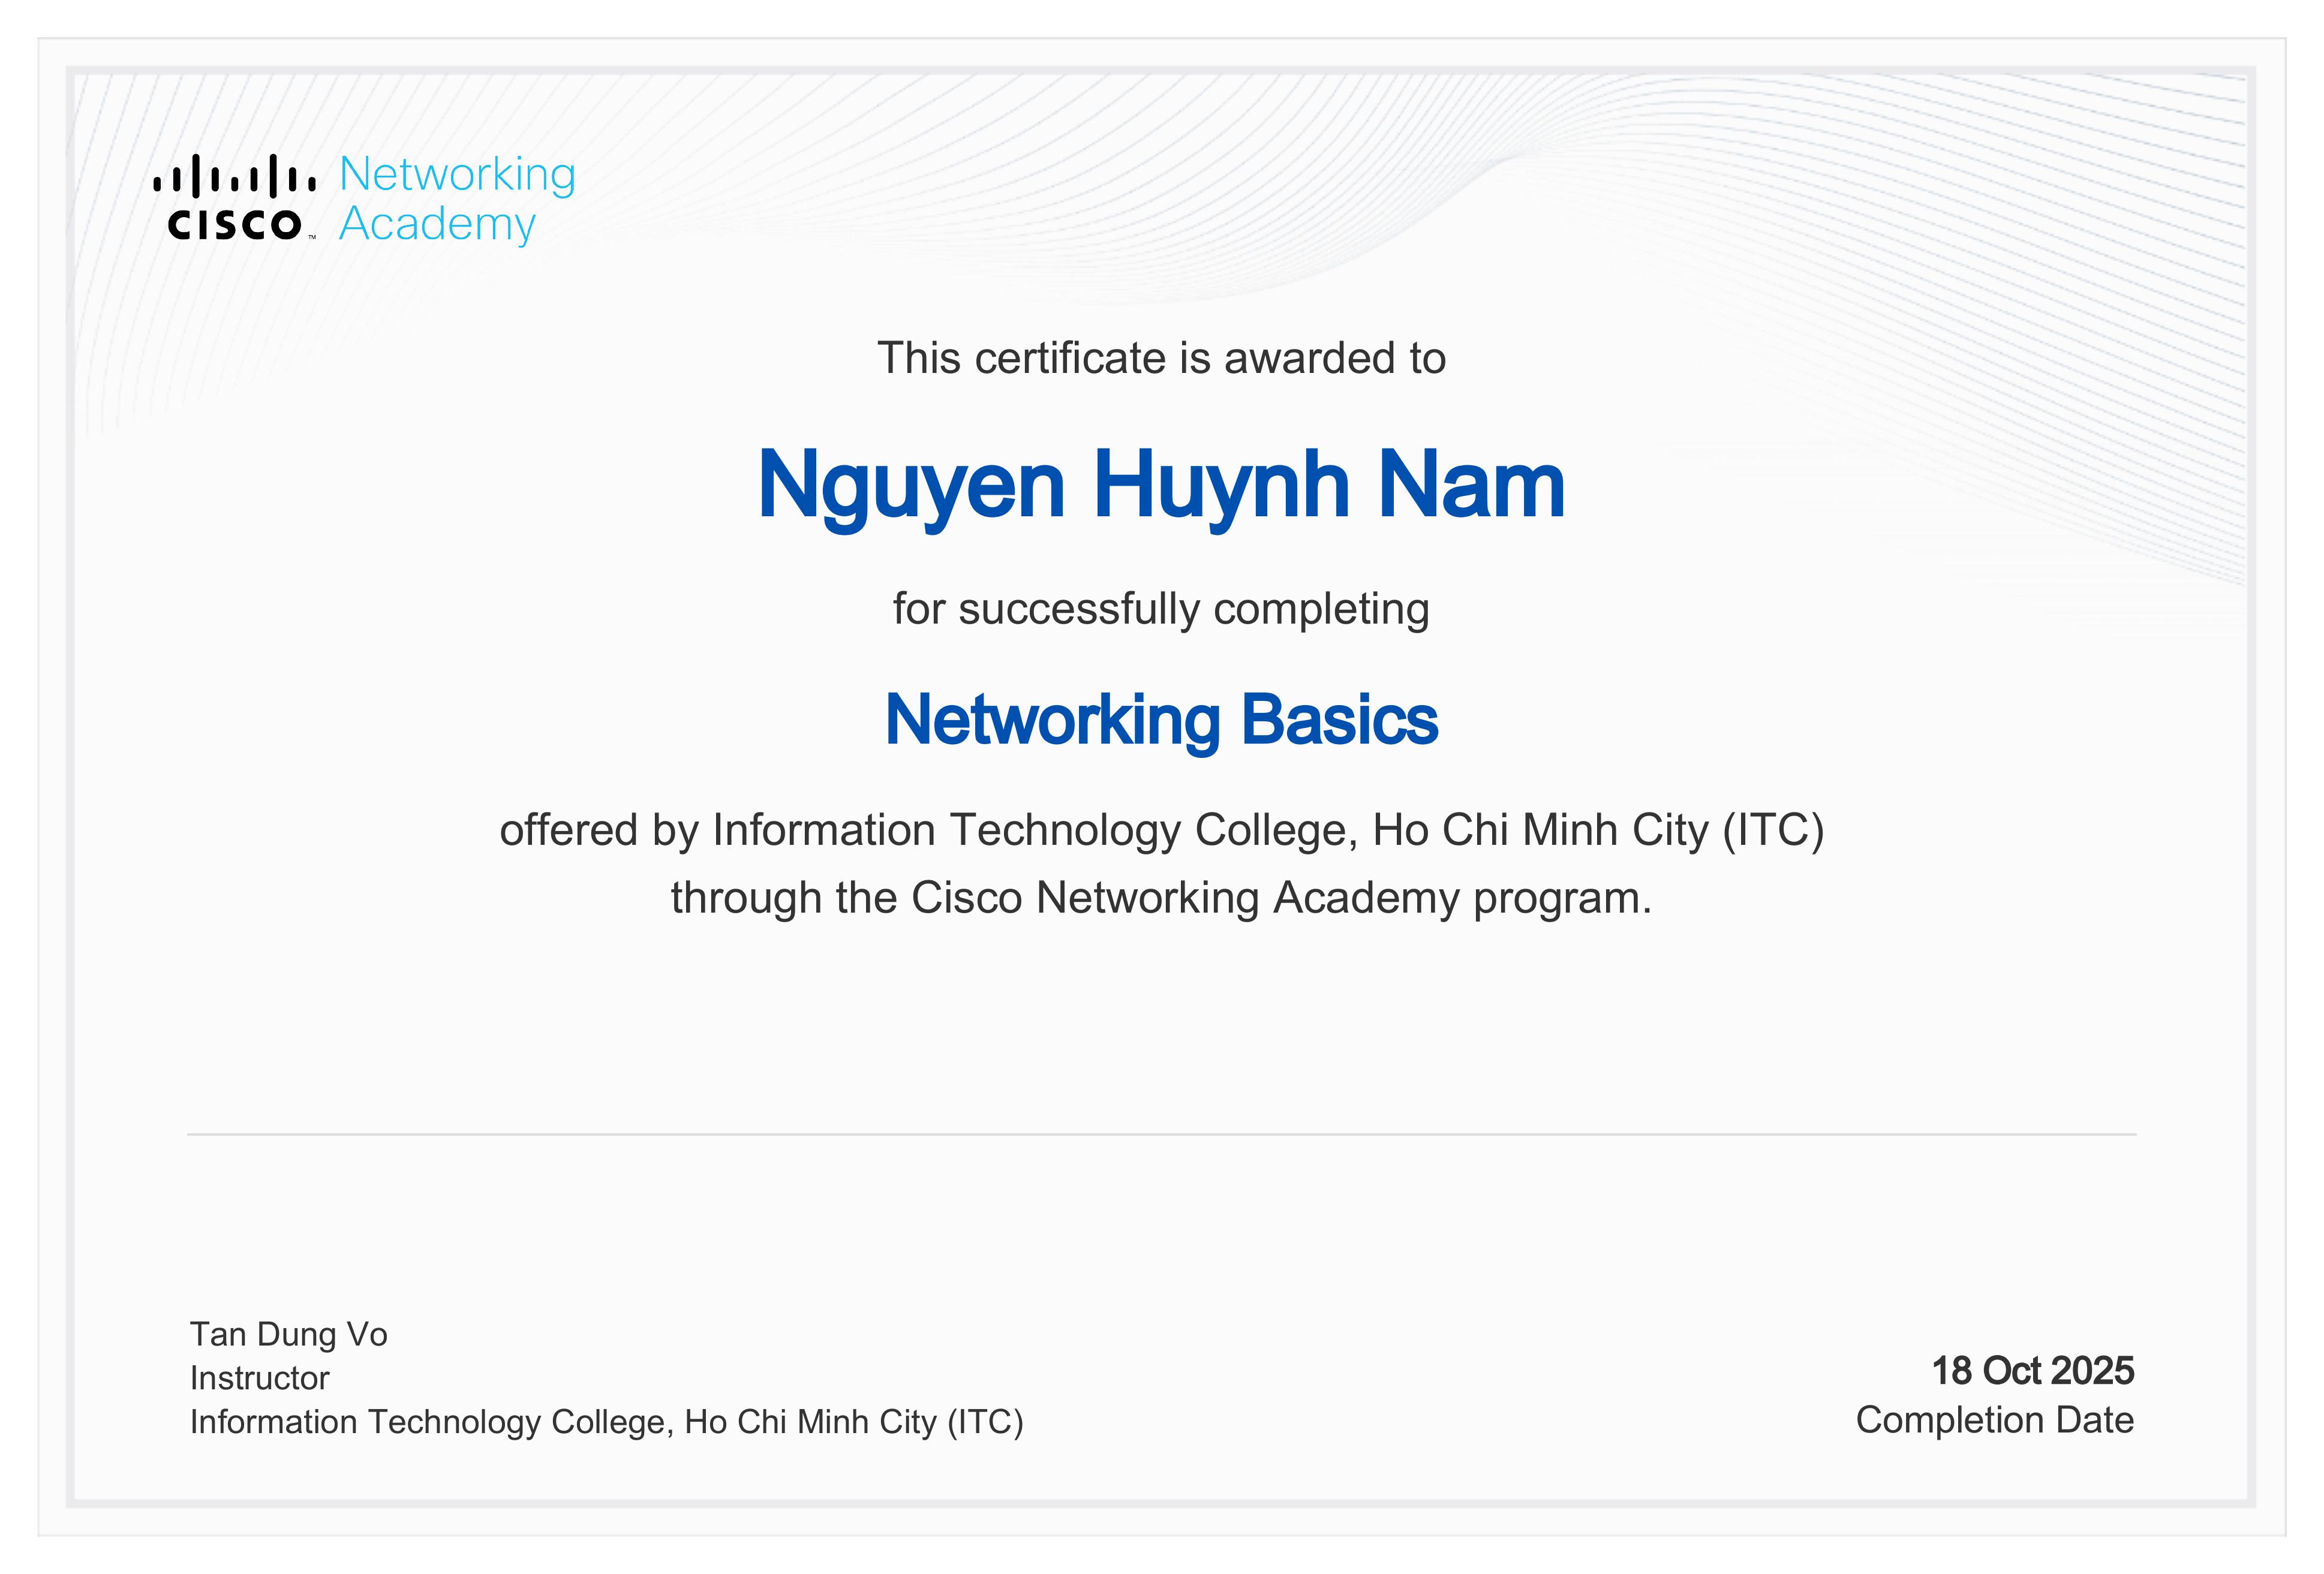 cisco™ Networking Academy
This certificate is awarded to
Nguyen Huynh Nam
for successfully completing
Networking Basics
offered by Information Technology College, Ho Chi Minh City (ITC)
through the Cisco Networking Academy program.
Tan Dung Vo
Instructor
Information Technology College, Ho Chi Minh City (ITC)
18 Oct 2025
Completion Date